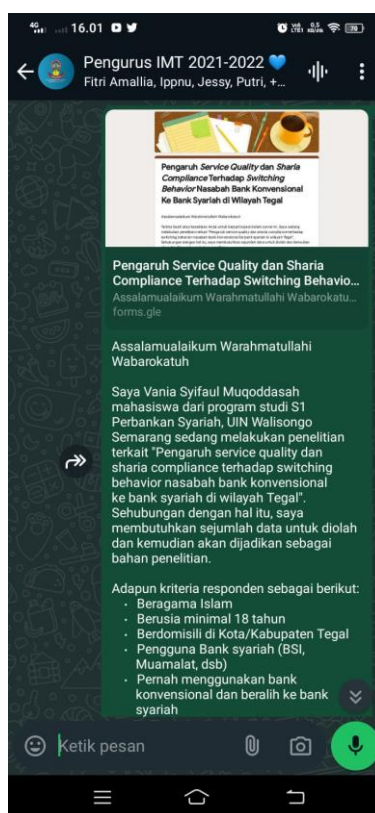 4G 16.01 LTE1 0.5 KB/s 70
Pengurus IMT 2021-2022
Fitri Amallia, Ippnu, Jessy, Putri, +...
Pengaruh Service Quality dan Sharia
Compliance Terhadap Switching
Behavior Nasabah Bank Konvensional
Ke Bank Syariah di Wilayah Tegal
Pengaruh Service Quality dan Sharia
Compliance Terhadap Switching Behavio...
Assalamualaikum Warahmatullahi Wabarokatu...
forms.gle
Assalamualaikum Warahmatullahi
Wabarokatuh
Saya Vania Syifaul Muqoddasah
mahasiswa dari program studi S1
Perbankan Syariah, UIN Walisongo
Semarang sedang melakukan penelitian
terkait "Pengaruh service quality dan
sharia compliance terhadap switching
behavior nasabah bank konvensional
ke bank syariah di wilayah Tegal".
Sehubungan dengan hal itu, saya
membutuhkan sejumlah data untuk diolah
dan kemudian akan dijadikan sebagai
bahan penelitian.
Adapun kriteria responden sebagai berikut:
• Beragama Islam
• Berusia minimal 18 tahun
• Berdomisili di Kota/Kabupaten Tegal
• Pengguna Bank syariah (BSI,
Muamalat, dsb)
• Pernah menggunakan bank
konvensional dan beralih ke bank
syariah
Ketik pesan